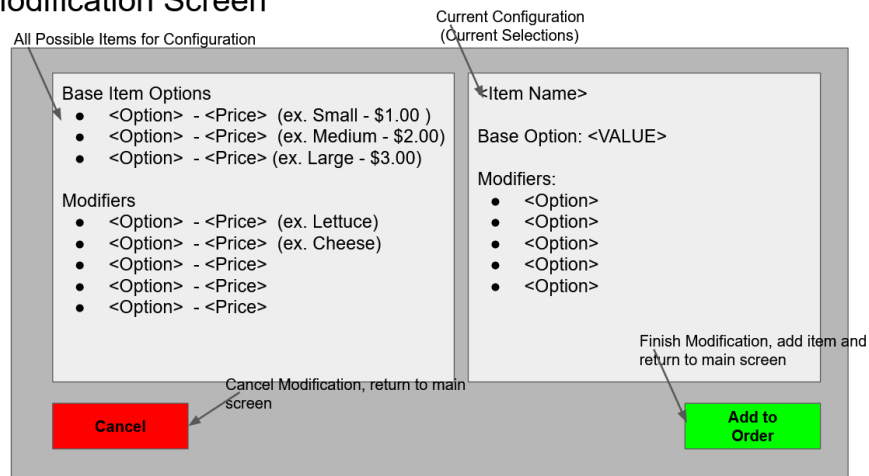 Modification Screen
All Possible Items for Configuration
Current Configuration
(Current Selections)
Base Item Options
● <Option> - <Price> (ex. Small - $1.00 )
● <Option> - <Price> (ex. Medium - $2.00)
● <Option> - <Price> (ex. Large - $3.00)
Modifiers
● <Option> - <Price> (ex. Lettuce)
● <Option> - <Price> (ex. Cheese)
● <Option> - <Price>
● <Option> - <Price>
● <Option> - <Price>
<Item Name>
Base Option: <VALUE>
Modifiers:
● <Option>
● <Option>
● <Option>
● <Option>
● <Option>
Cancel Modification, return to main
screen
Finish Modification, add item and
return to main screen
Cancel
Add to
Order